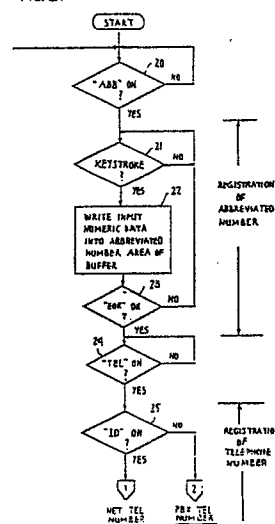 START
20
"ABB" ON
?
NO
YES
21
KEYSTROKE
?
NO
YES
22
WRITE INPUT
NUMERIC DATA
INTO ABBREVIATED
NUMBER AREA OF
BUFFER
REGISTRATION
OF ABBREVIATED
NUMBER
23
?
NO
YES
24
"TEL" ON
?
NO
YES
25
"ID" ON
?
NO
YES
REGISTRATION
OF TELEPHONE
NUMBER
1
2
NET TEL
NUMBER
PBX TEL
NUMBER